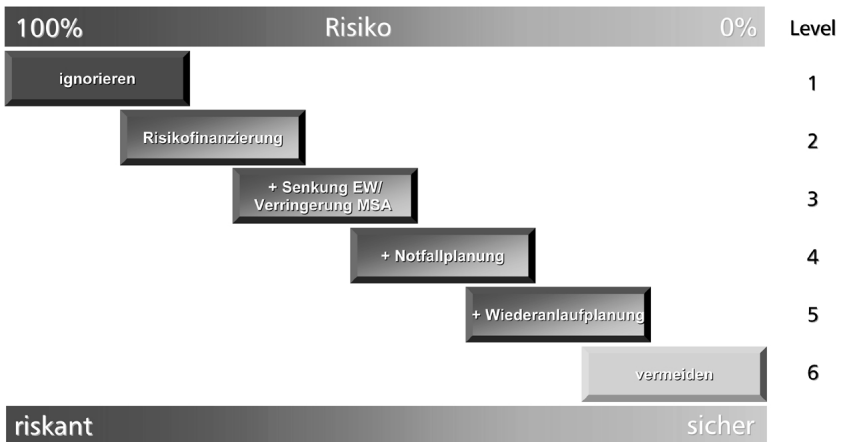 100% Risiko 0% Level
ignorieren 1
Risikofinanzierung 2
+ Senkung EW/
Verringerung MSA 3
+ Notfallplanung 4
+ Wiederanlaufplanung 5
vermeiden 6
riskant sicher